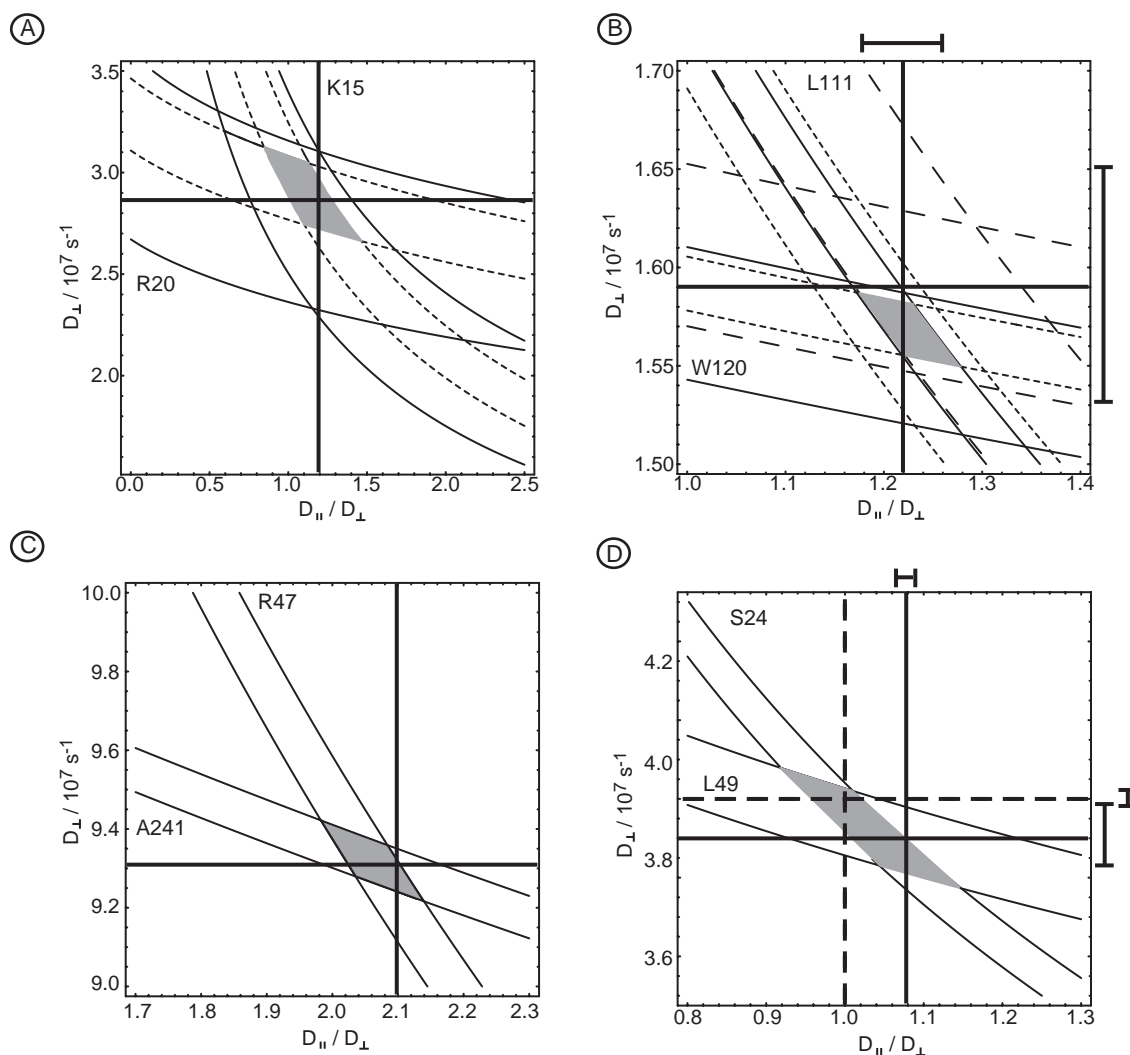 A
3.5
3.0
2.5
2.0
D⊥ / 10⁷ s⁻¹
K15
R20
0.0 0.5 1.0 1.5 2.0 2.5
D∥ / D⊥
B
1.70
1.65
1.60
1.55
1.50
D⊥ / 10⁷ s⁻¹
L111
W120
1.0 1.1 1.2 1.3 1.4
D∥ / D⊥
C
10.0
9.8
9.6
9.4
9.2
9.0
D⊥ / 10⁷ s⁻¹
R47
A241
1.7 1.8 1.9 2.0 2.1 2.2 2.3
D∥ / D⊥
D
4.2
4.0
3.8
3.6
D⊥ / 10⁷ s⁻¹
S24
L49
0.8 0.9 1.0 1.1 1.2 1.3
D∥ / D⊥